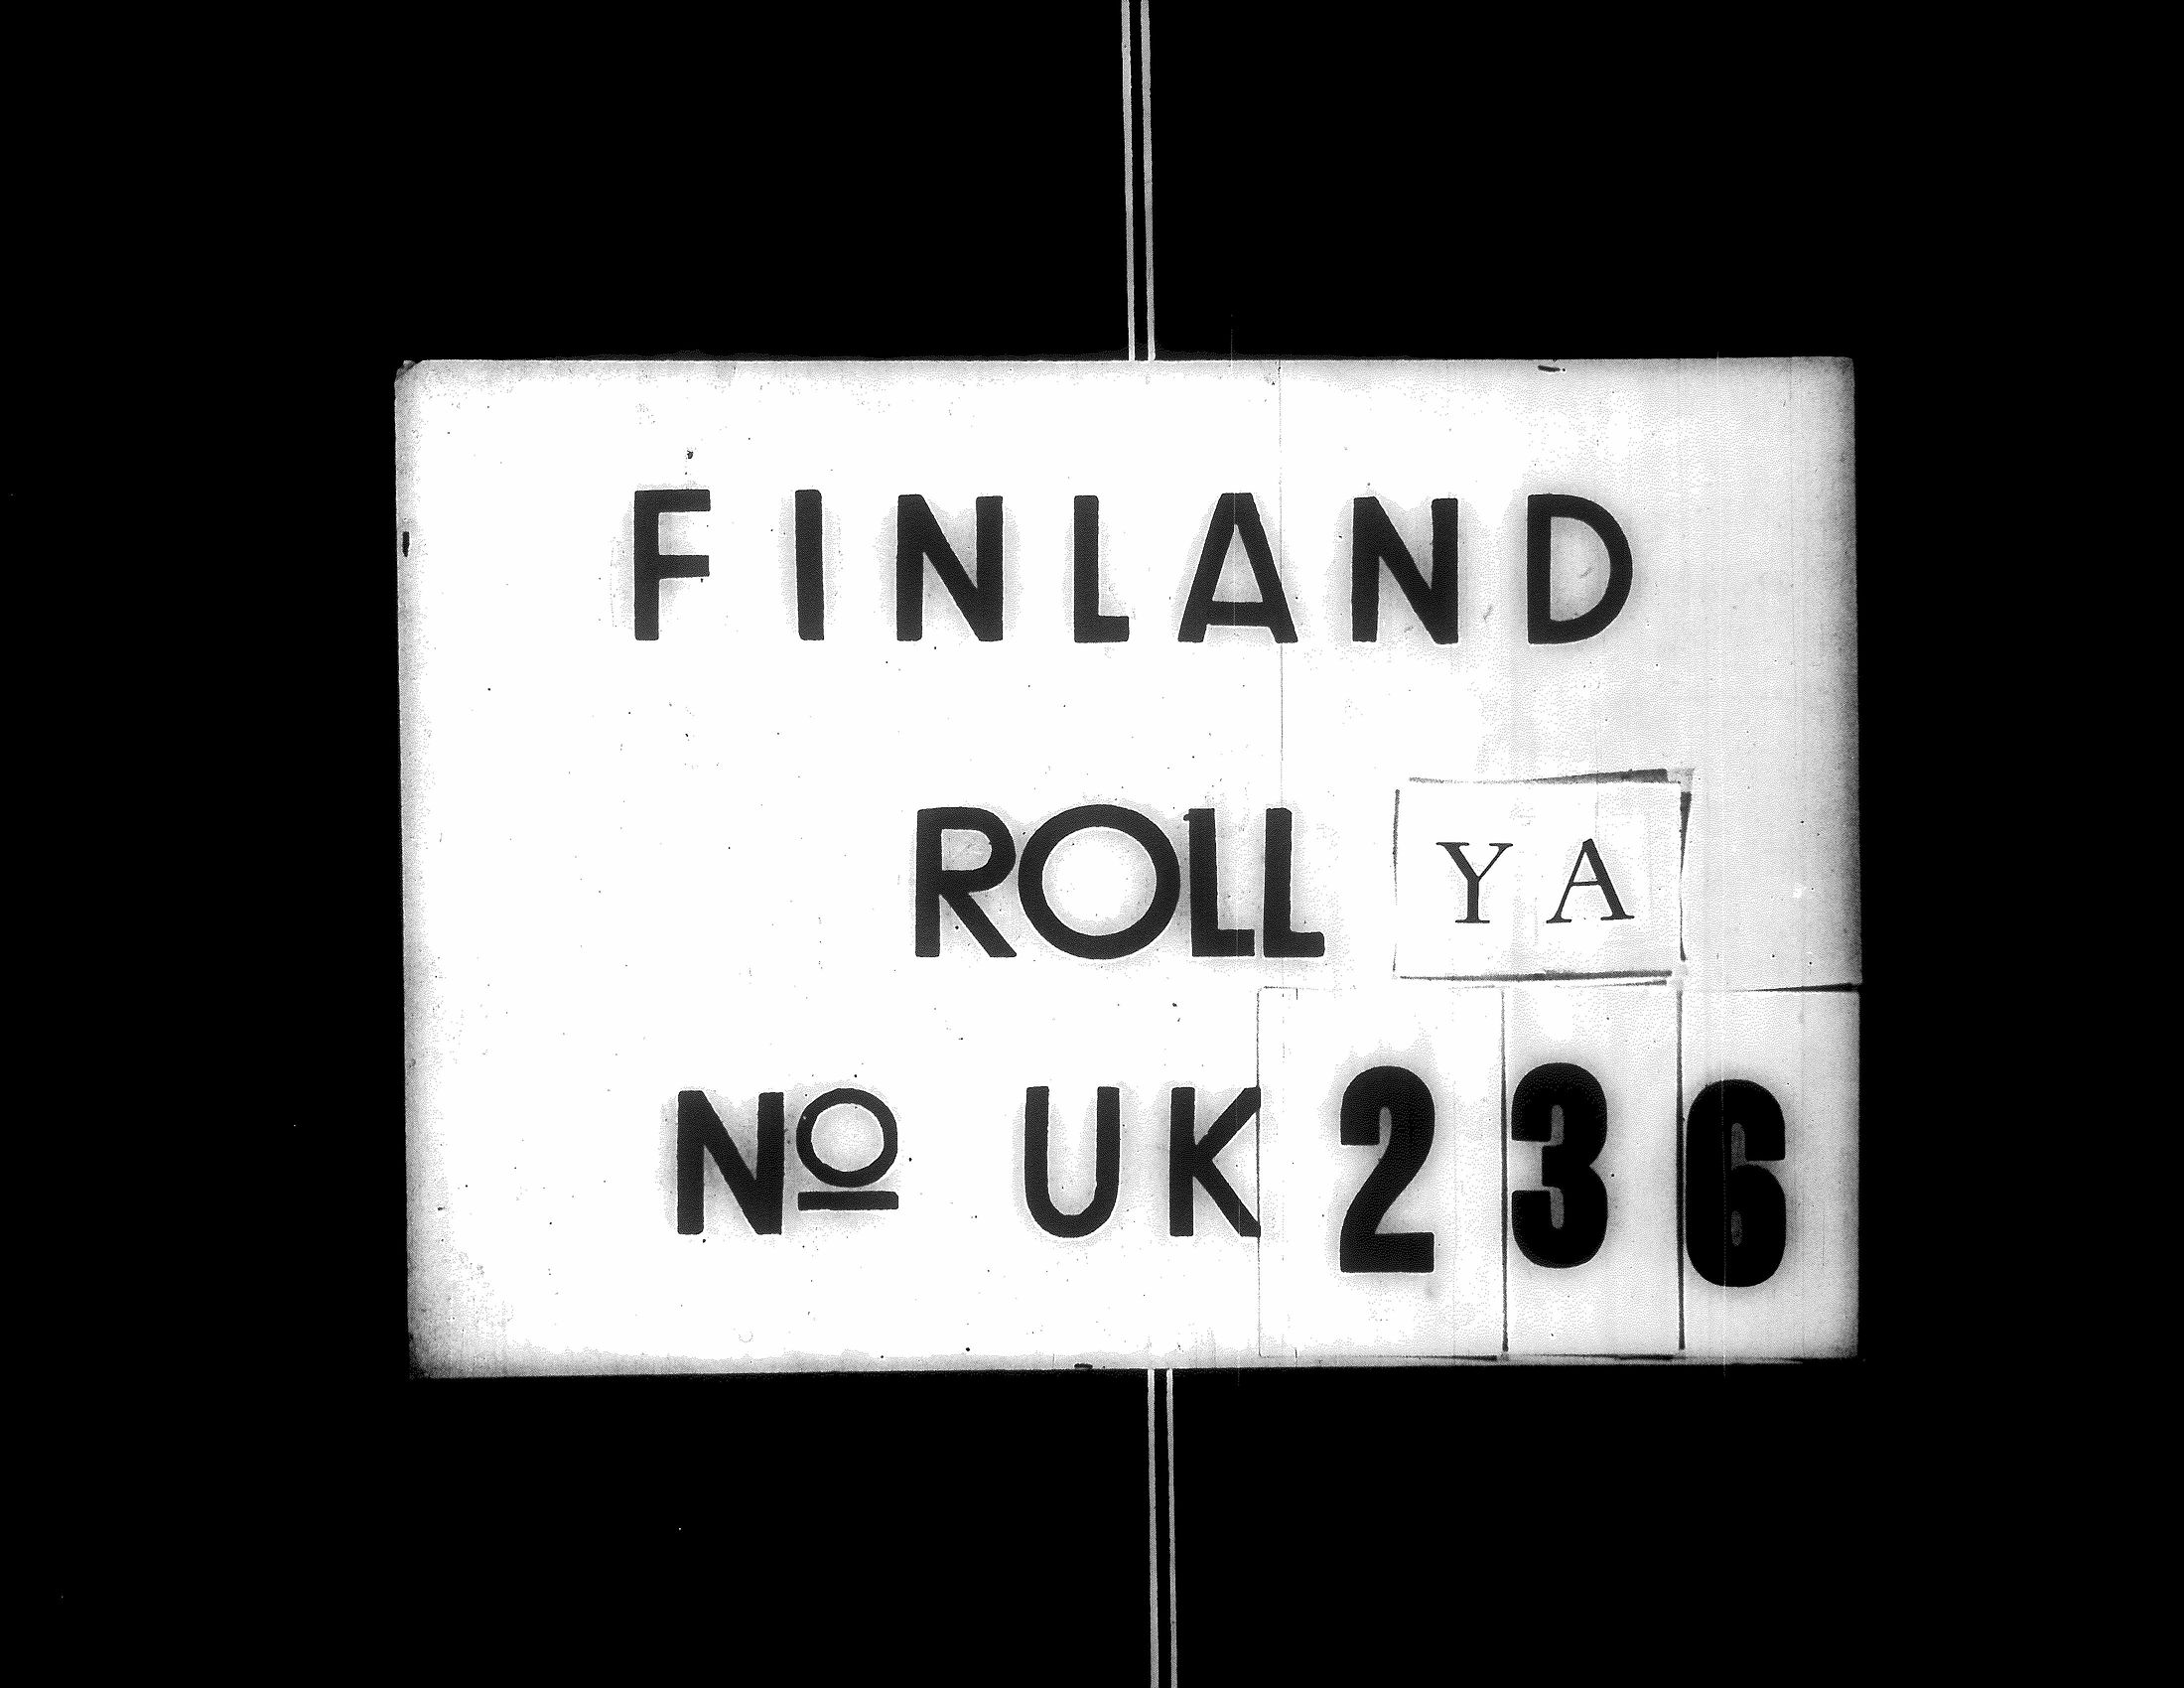 FINLAND
ROLL YA
Nº UK 236